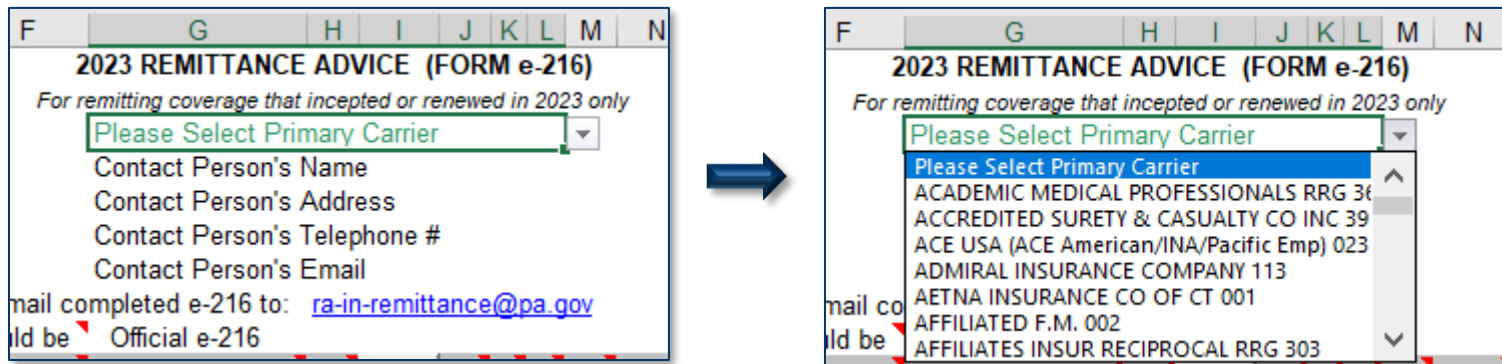 F G H I J K L M N
2023 REMITTANCE ADVICE (FORM e-216)
For remitting coverage that incepted or renewed in 2023 only
Please Select Primary Carrier
Contact Person's Name
Contact Person's Address
Contact Person's Telephone #
Contact Person's Email
mail completed e-216 to: ra-in-remittance@pa.gov
ld be Official e-216
F G H I J K L M N
2023 REMITTANCE ADVICE (FORM e-216)
For remitting coverage that incepted or renewed in 2023 only
Please Select Primary Carrier
Please Select Primary Carrier
ACADEMIC MEDICAL PROFESSIONALS RRG 36
ACCREDITED SURETY & CASUALTY CO INC 39
ACE USA (ACE American/INA/Pacific Emp) 023
ADMIRAL INSURANCE COMPANY 113
AETNA INSURANCE CO OF CT 001
mail co
AFFILIATED F.M. 002
ld be
AFFILIATES INSUR RECIPROCAL RRG 303